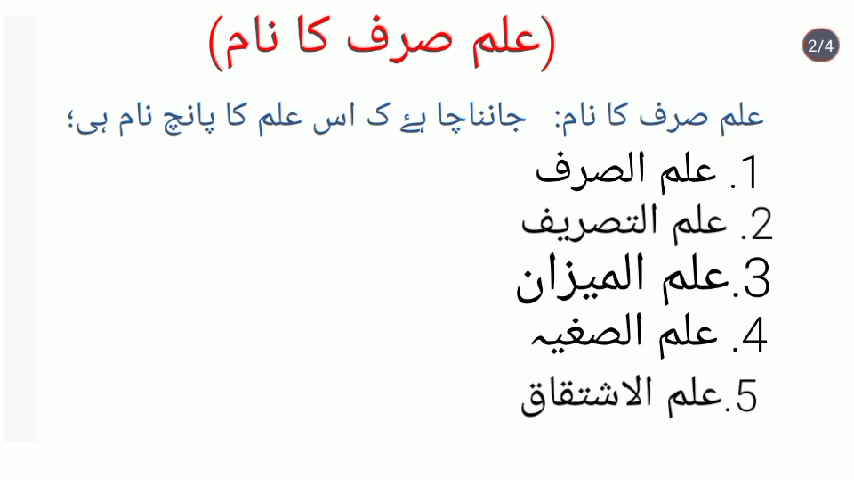 (علم صرف کا نام)
2/4
علم صرف کا نام: جانناچا ہئے ک اس علم کا پانچ نام ہی؛
1. علم الصرف
2. علم التصریف
3.علم المیزان
4. علم الصغیہ
5.علم الاشتقاق